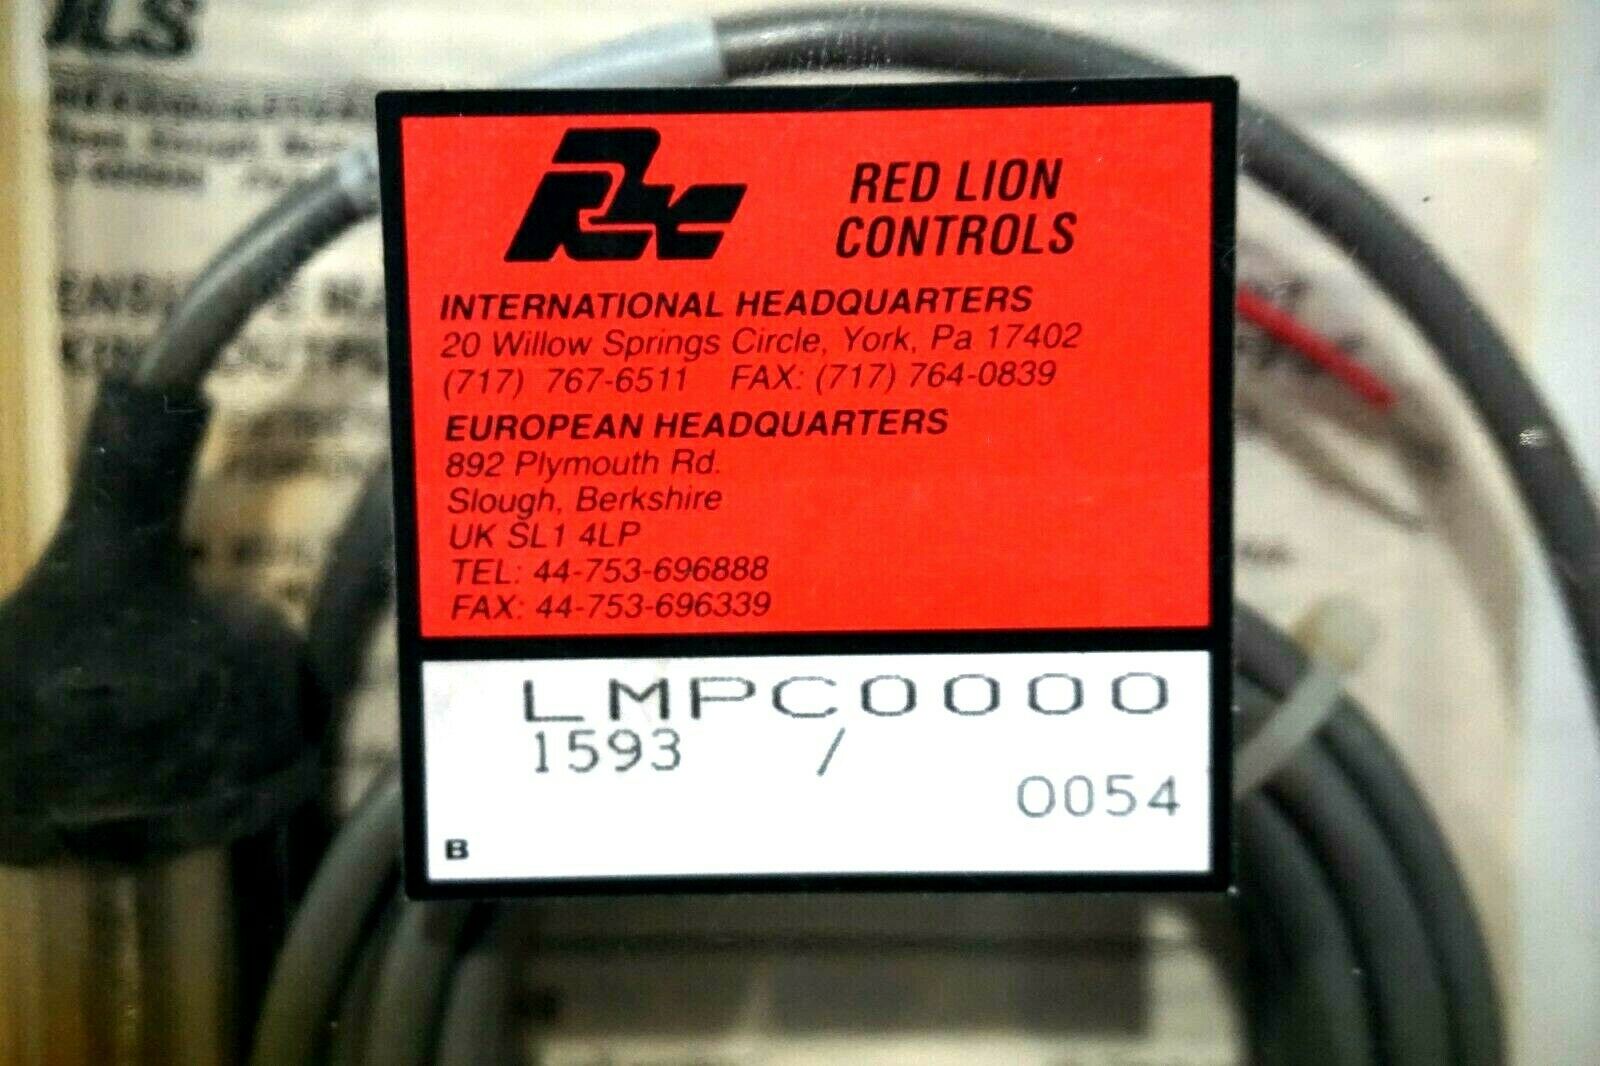 ILS
RLC
RED LION
CONTROLS
INTERNATIONAL HEADQUARTERS
20 Willow Springs Circle, York, Pa 17402
(717) 767-6511 FAX: (717) 764-0839
EUROPEAN HEADQUARTERS
892 Plymouth Rd.
Slough, Berkshire
UK SL1 4LP
TEL: 44-753-696888
FAX: 44-753-696339
LMPC0000
1593 /
0054
B